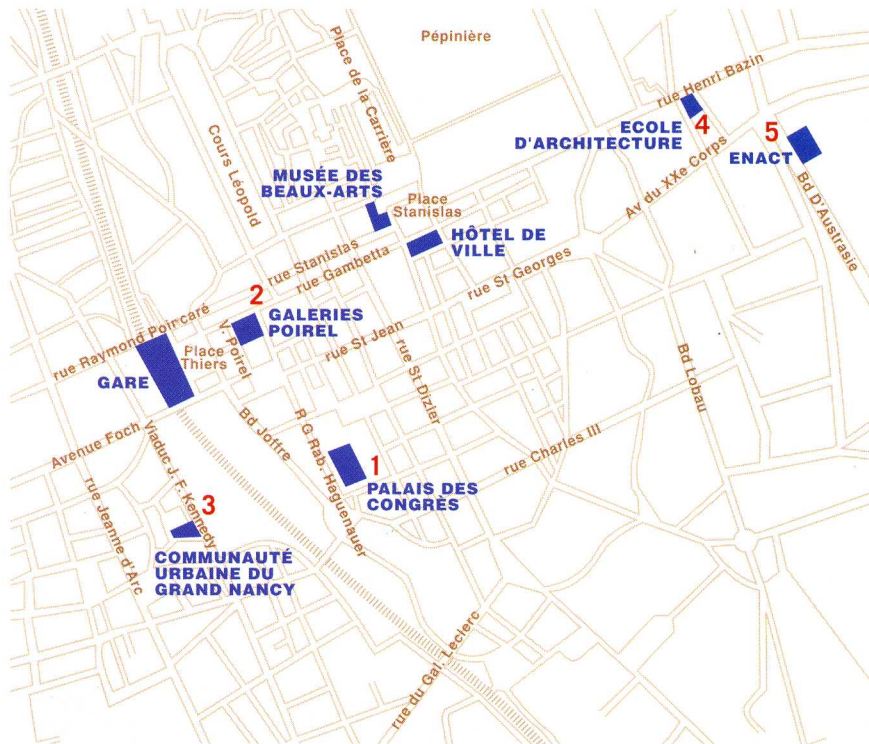 Pépinière
Place de la Carrière
rue Henri Bazin
4
ECOLE
D'ARCHITECTURE
5
ENACT
Cours Léopold
MUSÉE DES
BEAUX-ARTS
Place
Stanislas
Av du XXe Corps
Bd D'Austrasie
HÔTEL DE
VILLE
rue Stanislas
rue Gambetta
rue St Georges
2
GALERIES
POIREL
V. Poirel
rue Raymond Poincaré
Place
Thiers
GARE
rue St Jean
rue St Dizier
Bd Lobau
Avenue Foch
Viaduc J. F. Kennedy
Bd Joffre
R G Rab. Haguenauer
1
PALAIS DES
CONGRÈS
rue Charles III
rue Jeanne d'Arc
3
COMMUNAUTÉ
URBAINE DU
GRAND NANCY
rue du Gal. Leclerc